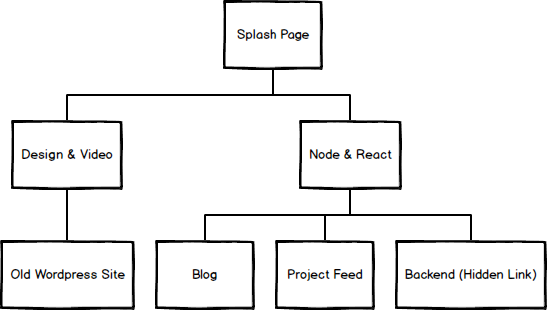 Splash Page
Design & Video
Node & React
Old Wordpress Site
Blog
Project Feed
Backend (Hidden Link)